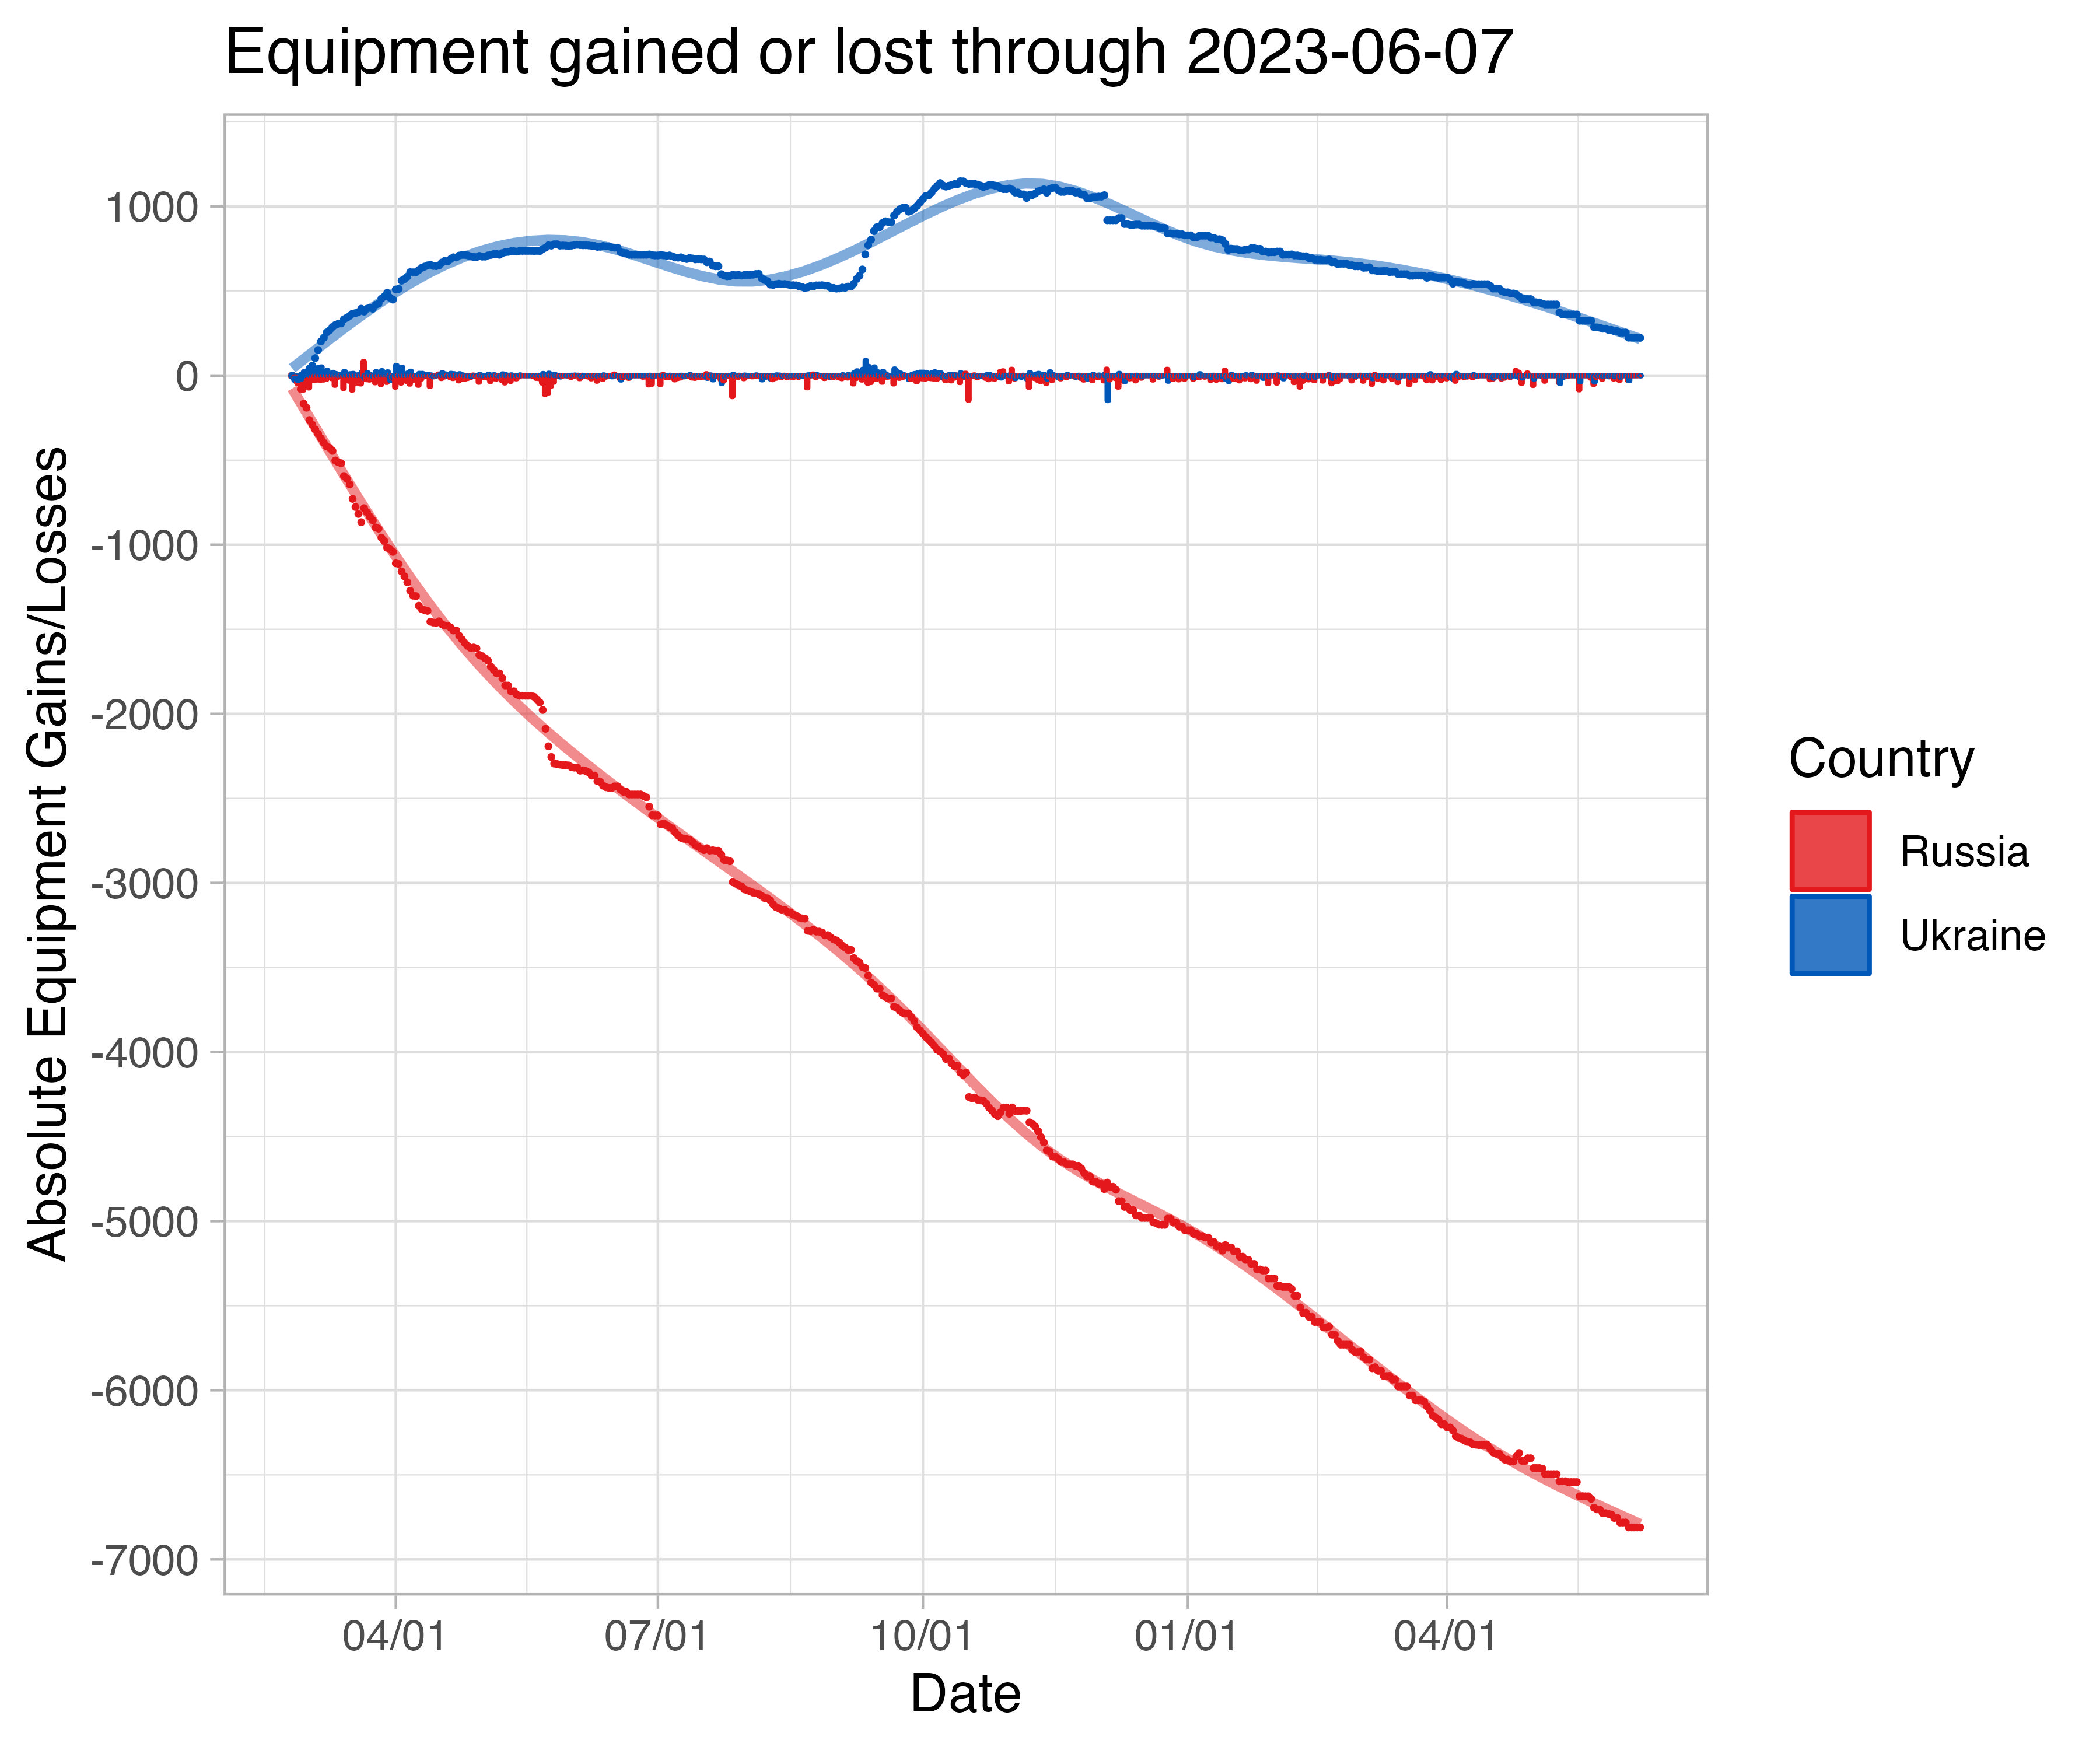 Equipment gained or lost through 2023-06-07
Absolute Equipment Gains/Losses
1000
0
-1000
-2000
-3000
-4000
-5000
-6000
-7000
04/01
07/01
10/01
01/01
04/01
Date
Country
Russia
Ukraine